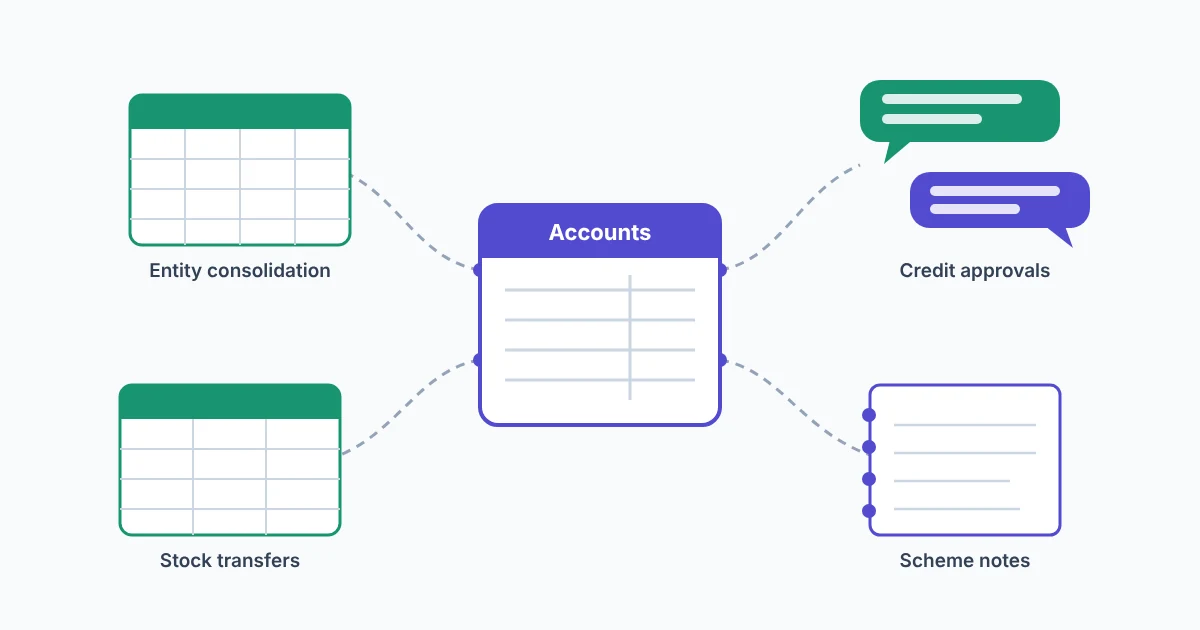 Accounts
Entity consolidation
Credit approvals
Stock transfers
Scheme notes